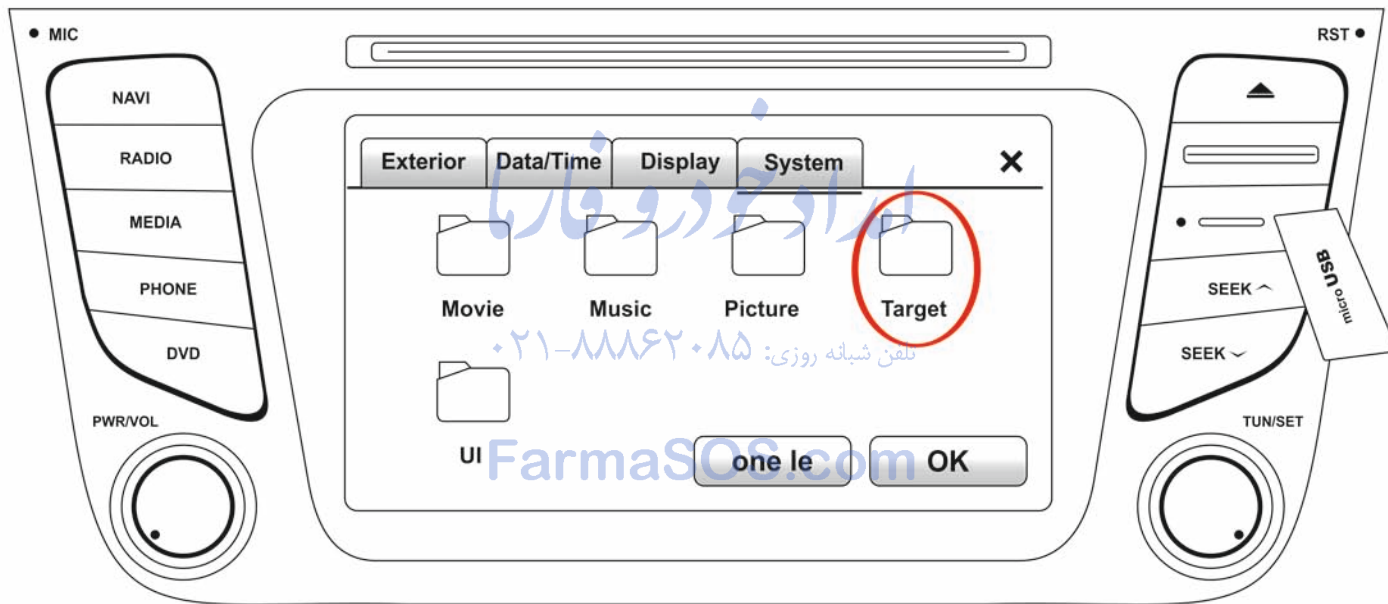 MIC
RST
NAVI
RADIO
MEDIA
PHONE
DVD
PWR/VOL
Exterior Data/Time Display System ×
امداد خودرو فارما
Movie Music Picture Target
تلفن شبانه روزی: ۸۸۸۶۲۰۸۵-۰۲۱
UI
one le OK
FarmaSOS.com
SEEK
SEEK
micro USB
TUN/SET